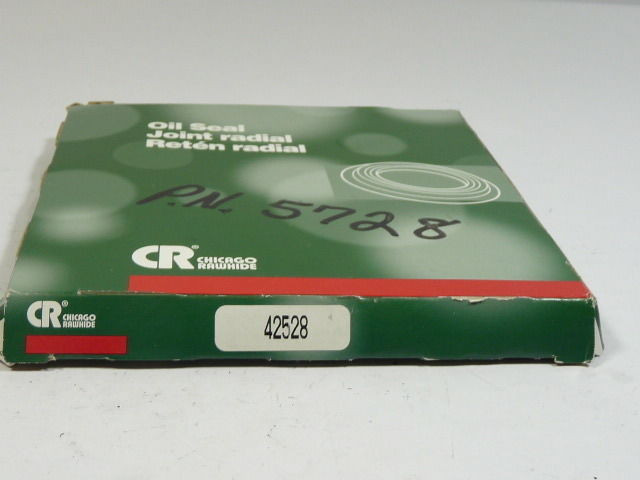 Oil Seal
Joint radial
Retén radial
P.N. 5728
CR® CHICAGO
RAWHIDE
CR® CHICAGO
RAWHIDE
42528